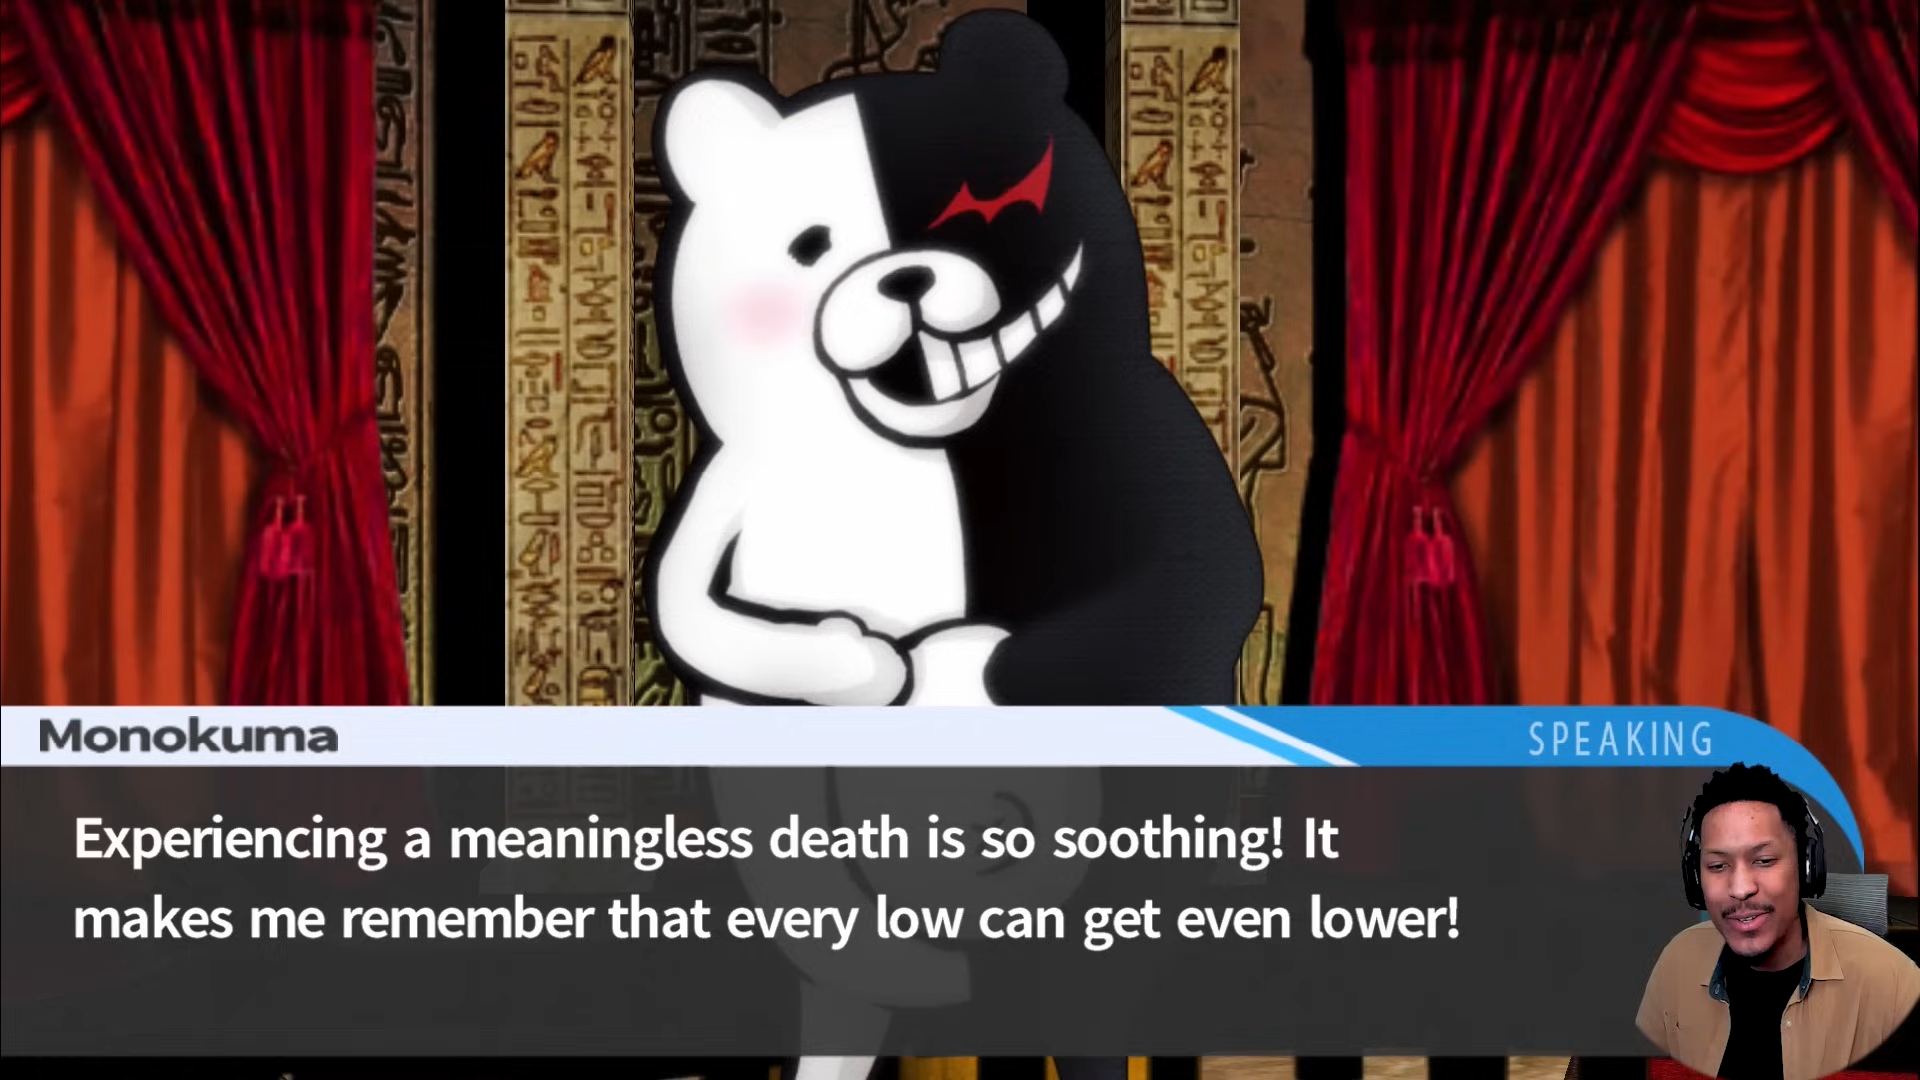 Monokuma
SPEAKING
Experiencing a meaningless death is so soothing! It
makes me remember that every low can get even lower!